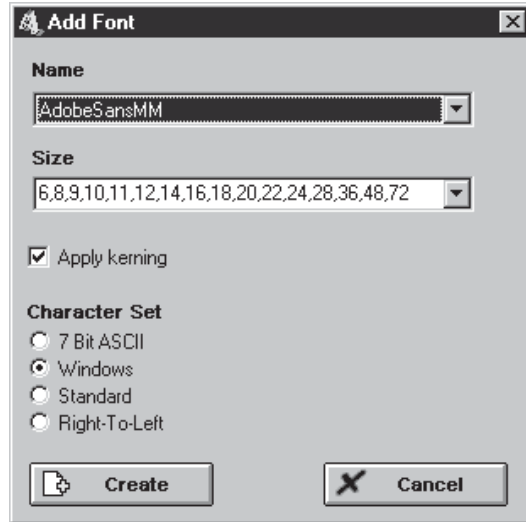 Add Font
Name
AdobeSansMM
Size
6,8,9,10,11,12,14,16,18,20,22,24,28,36,48,72
Apply kerning
Character Set
7 Bit ASCII
Windows
Standard
Right-To-Left
Create Cancel